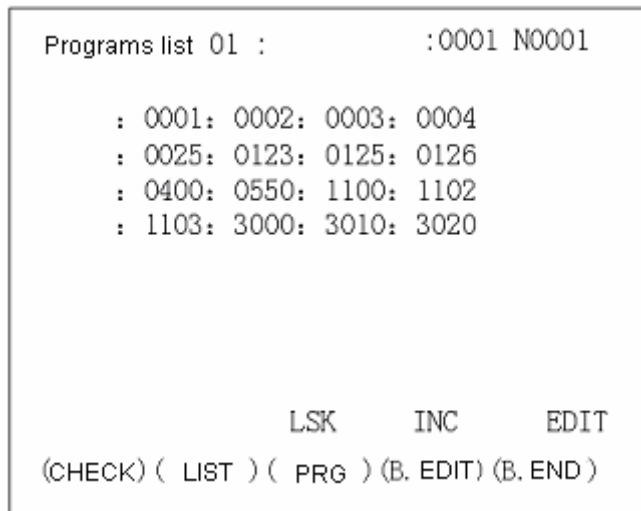 Programs list 01 : :0001 N0001
: 0001: 0002: 0003: 0004
: 0025: 0123: 0125: 0126
: 0400: 0550: 1100: 1102
: 1103: 3000: 3010: 3020
LSK INC EDIT
(CHECK) ( LIST ) ( PRG ) (B. EDIT) (B. END )